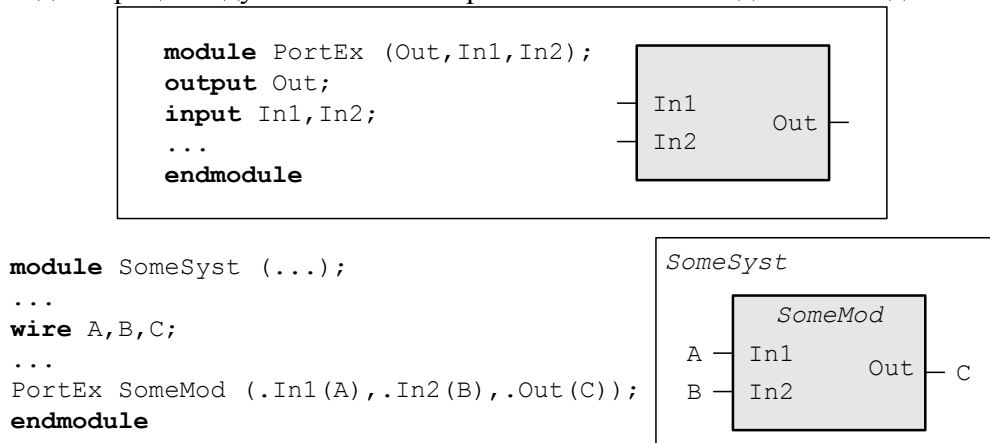 module PortEx (Out,In1,In2);
output Out;
input In1,In2;
...
endmodule
In1
In2
Out
module SomeSyst (...);
...
wire A,B,C;
...
PortEx SomeMod (.In1(A),.In2(B),.Out(C));
endmodule
SomeSyst
SomeMod
A
In1
B
In2
Out
C